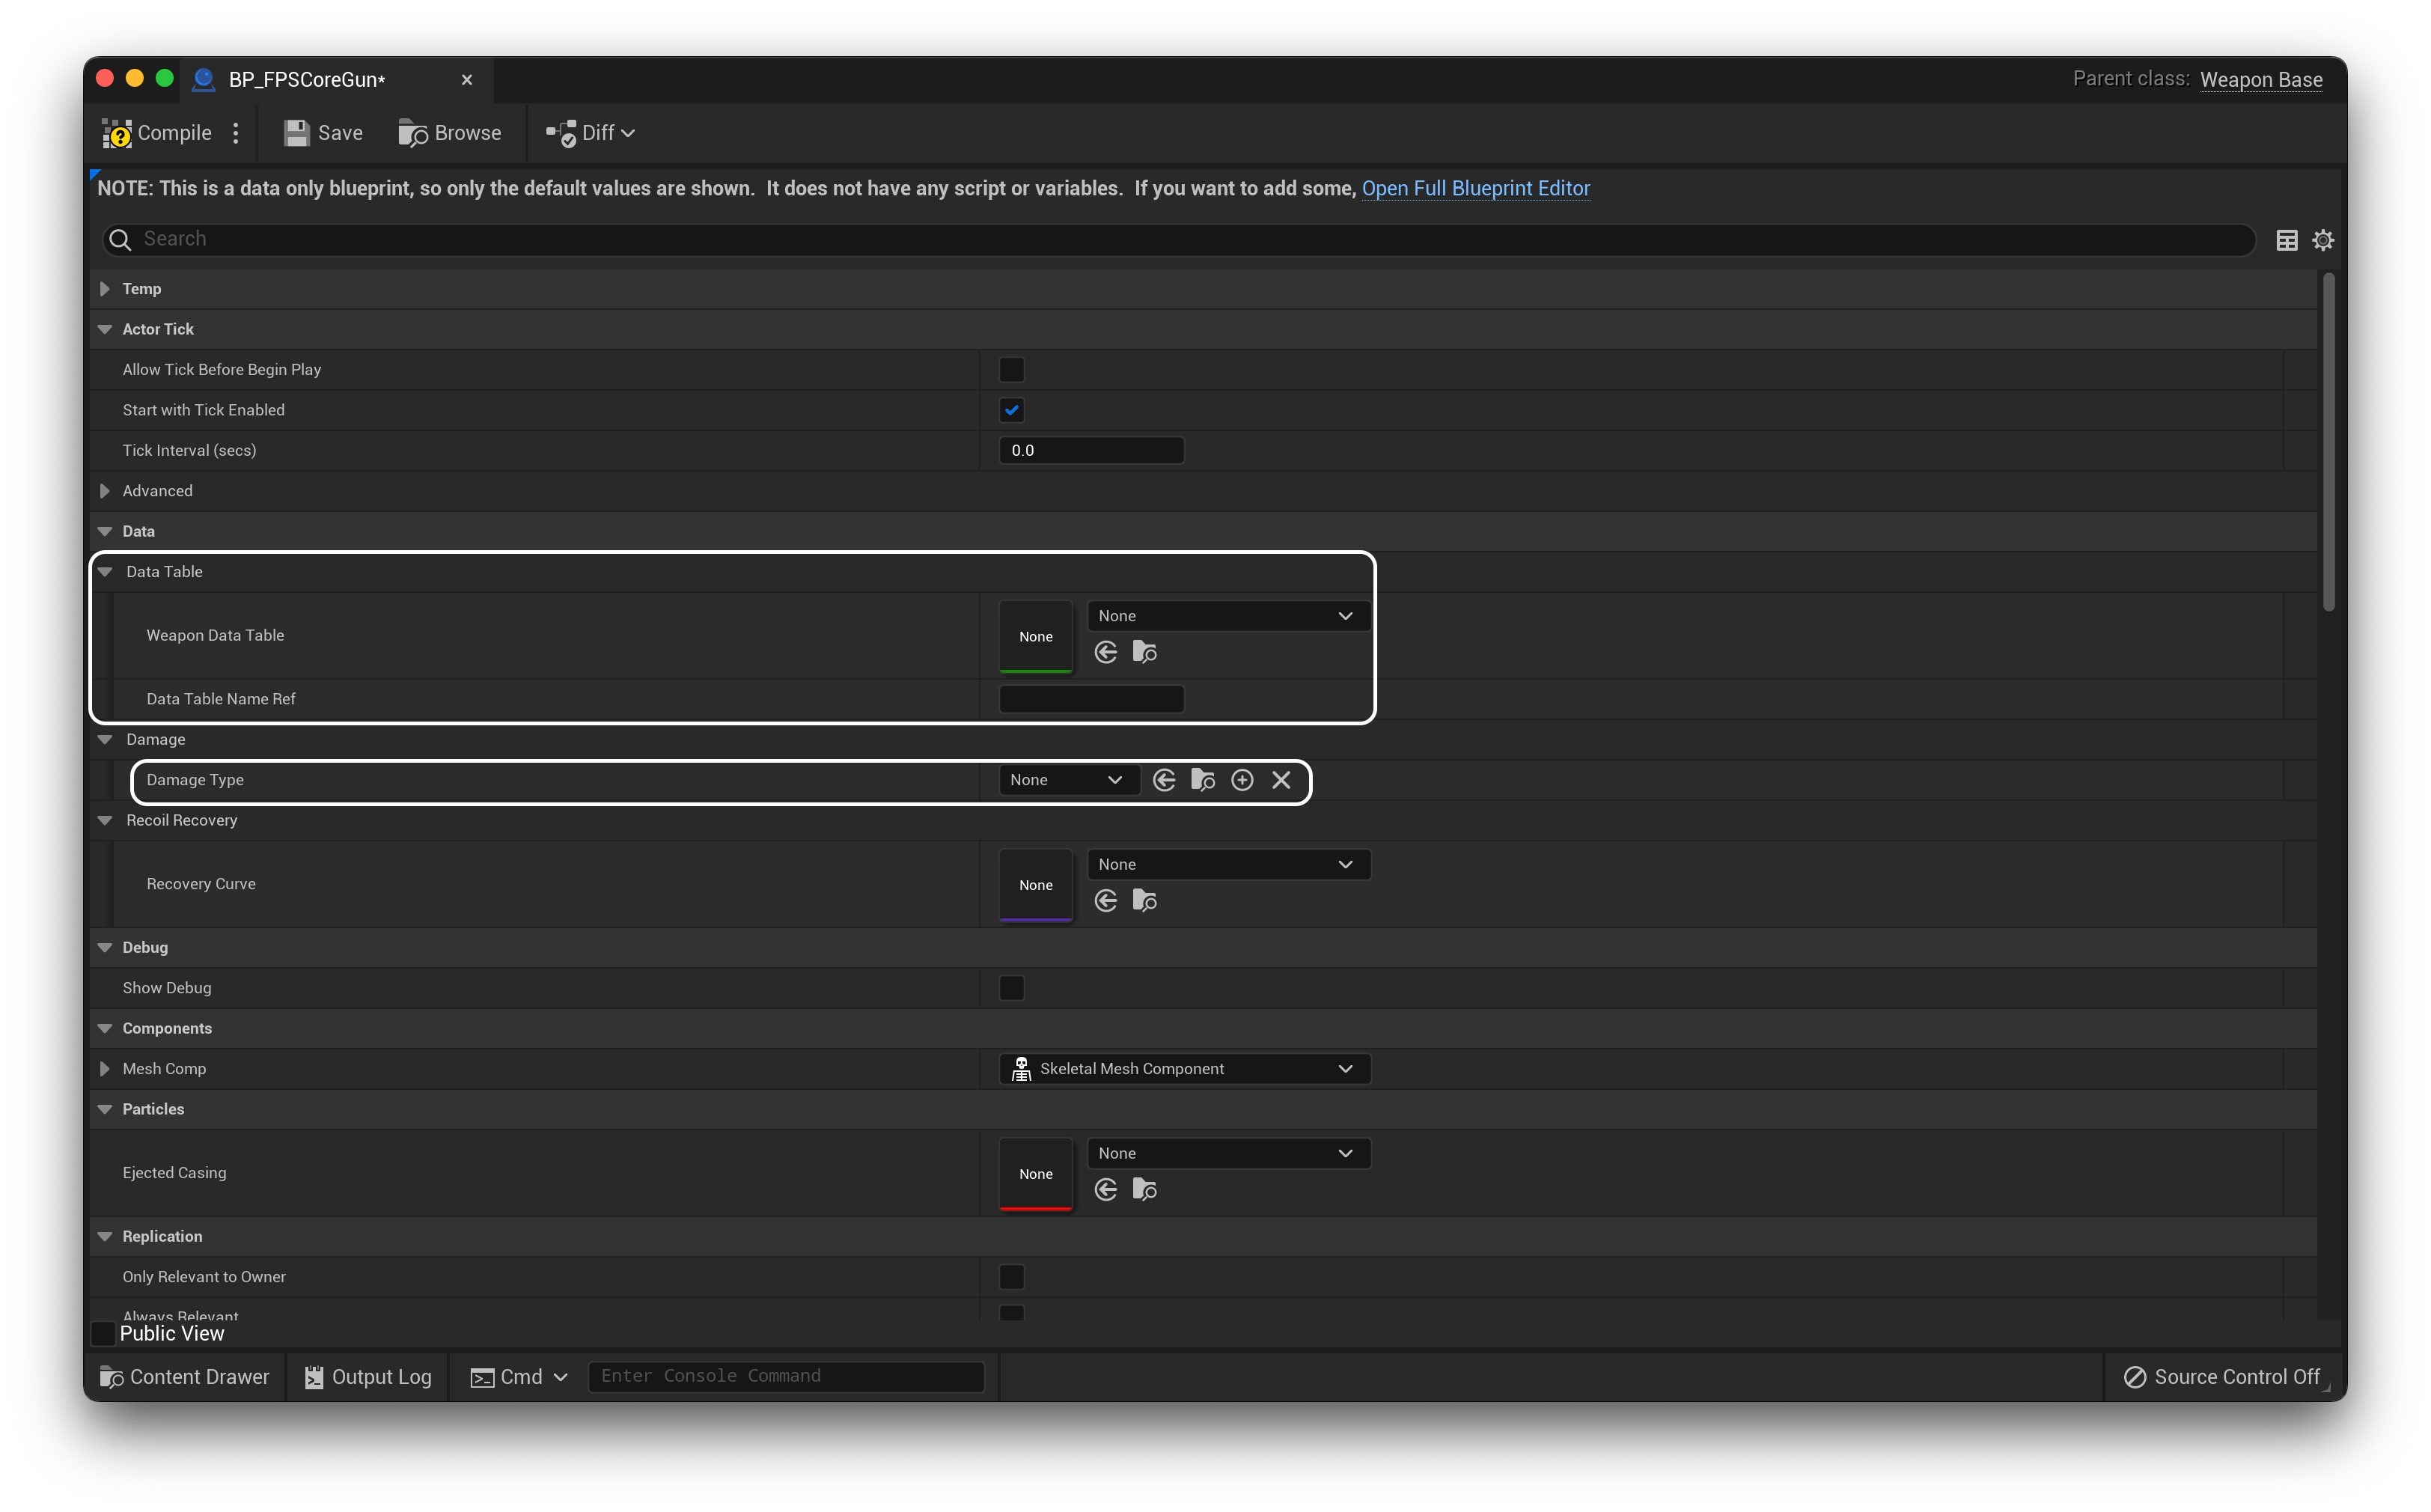 BP_FPSCoreGun*
Parent class: Weapon Base
Compile
Save
Browse
Diff
NOTE: This is a data only blueprint, so only the default values are shown.  It does not have any script or variables.  If you want to add some, Open Full Blueprint Editor
Search
Temp
Actor Tick
Allow Tick Before Begin Play
Start with Tick Enabled
Tick Interval (secs) 0.0
Advanced
Data
Data Table
None
Weapon Data Table None
Data Table Name Ref
Damage
Damage Type None
Recoil Recovery
None
Recovery Curve None
Debug
Show Debug
Components
Mesh Comp Skeletal Mesh Component
Particles
None
Ejected Casing None
Replication
Only Relevant to Owner
Always Relevant
Public View
Content Drawer
Output Log
Cmd
Enter Console Command
Source Control Off